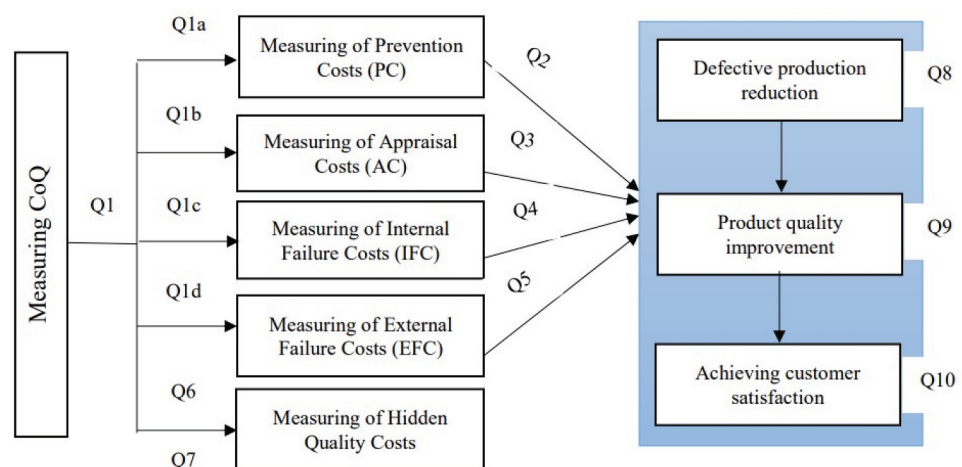 Measuring CoQ
Q1
Q1a
Measuring of Prevention
Costs (PC)
Q1b
Measuring of Appraisal
Costs (AC)
Q1c
Measuring of Internal
Failure Costs (IFC)
Q1d
Measuring of External
Failure Costs (EFC)
Q6
Measuring of Hidden
Quality Costs
Q7
Q2
Q3
Q4
Q5
Defective production
reduction
Q8
Product quality
improvement
Q9
Achieving customer
satisfaction
Q10